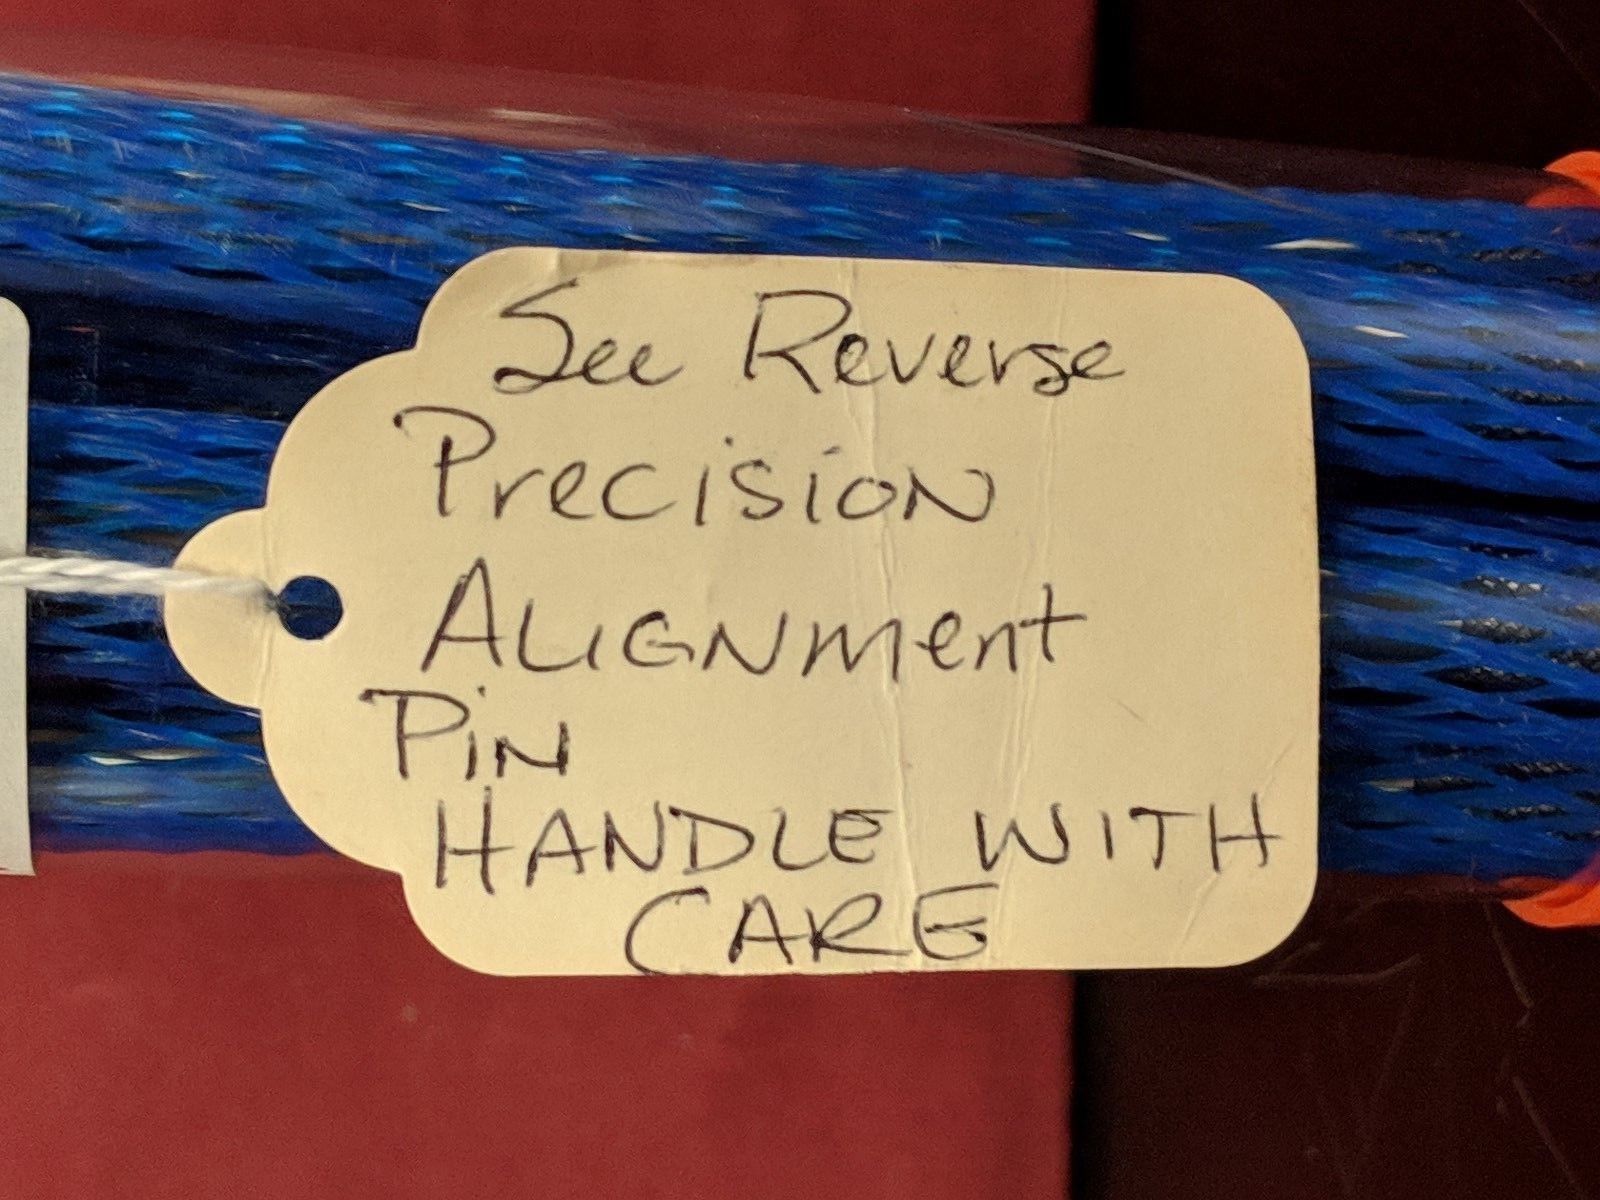 See Reverse
Precision
ALIGNment
PiN
HANDLE WITH
CARE